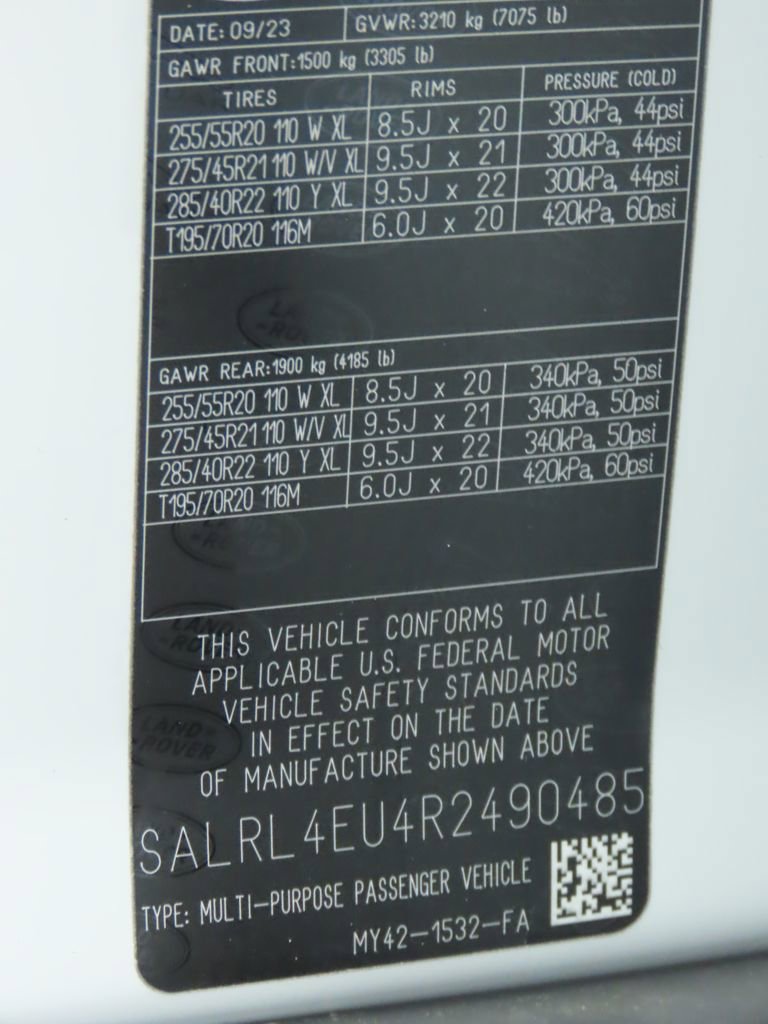 DATE: 09/23 GVWR: 3210 kg (7075 lb)
GAWR FRONT:1500 kg (3305 lb)
TIRES RIMS PRESSURE (COLD)
255/55R20 110 W XL 8.5J x 20 300kPa, 44psi
275/45R21 110 W/V XL 9.5J x 21 300kPa, 44psi
285/40R22 110 Y XL 9.5J x 22 300kPa, 44psi
T195/70R20 116M 6.0J x 20 420kPa, 60psi
GAWR REAR:1900 kg (4185 lb)
255/55R20 110 W XL 8.5J x 20 340kPa, 50psi
275/45R21 110 W/V XL 9.5J x 21 340kPa, 50psi
285/40R22 110 Y XL 9.5J x 22 340kPa, 50psi
T195/70R20 116M 6.0J x 20 420kPa, 60psi
THIS VEHICLE CONFORMS TO ALL
APPLICABLE U.S. FEDERAL MOTOR
VEHICLE SAFETY STANDARDS
IN EFFECT ON THE DATE
OF MANUFACTURE SHOWN ABOVE
LAND-
-ROVER
SALRL4EU4R2490485
TYPE: MULTI-PURPOSE PASSENGER VEHICLE
MY42-1532-FA